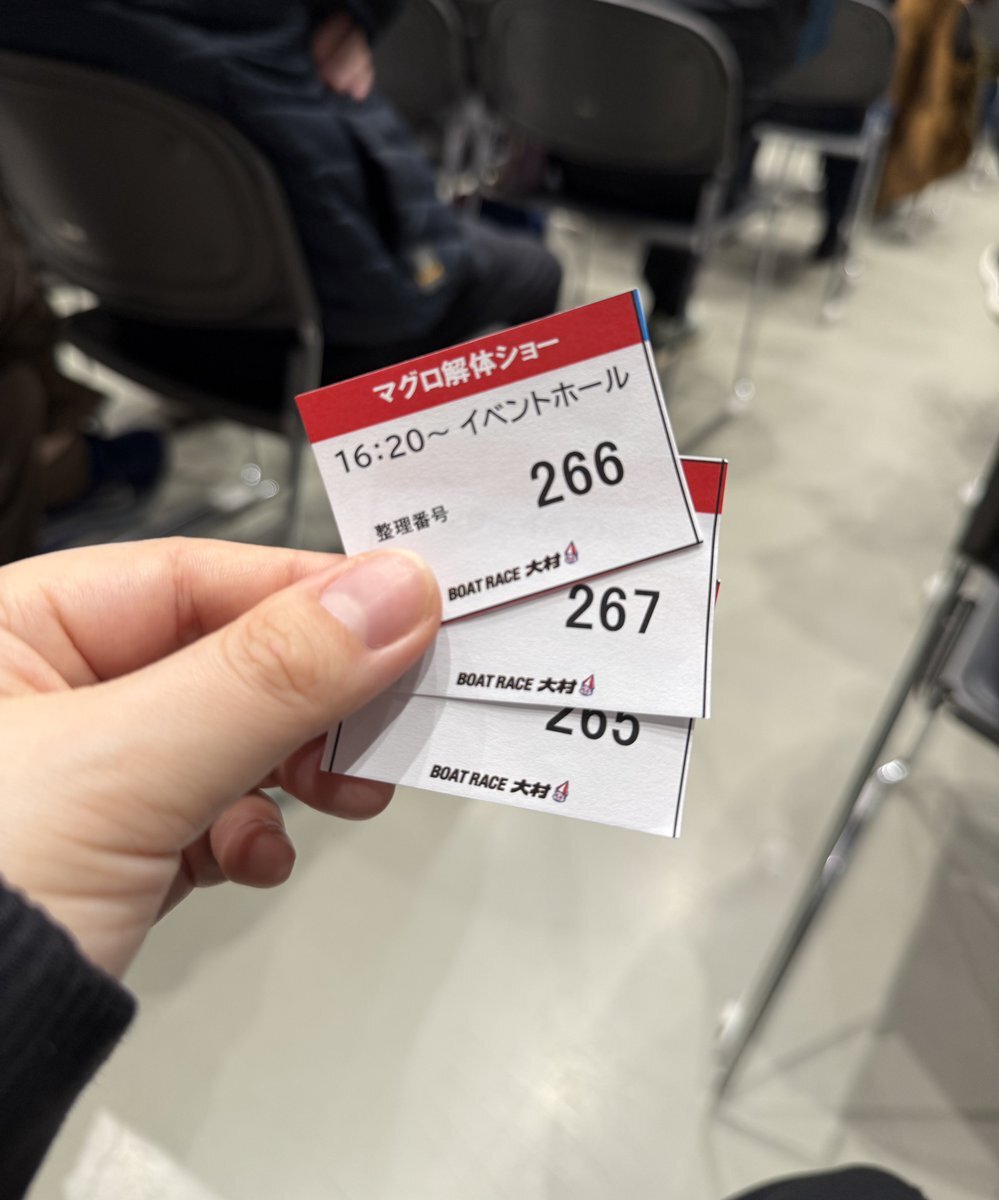 マグロ解体ショー
16:20～ イベントホール
266
整理番号
BOAT RACE 大村
267
BOAT RACE 大村
265
BOAT RACE 大村